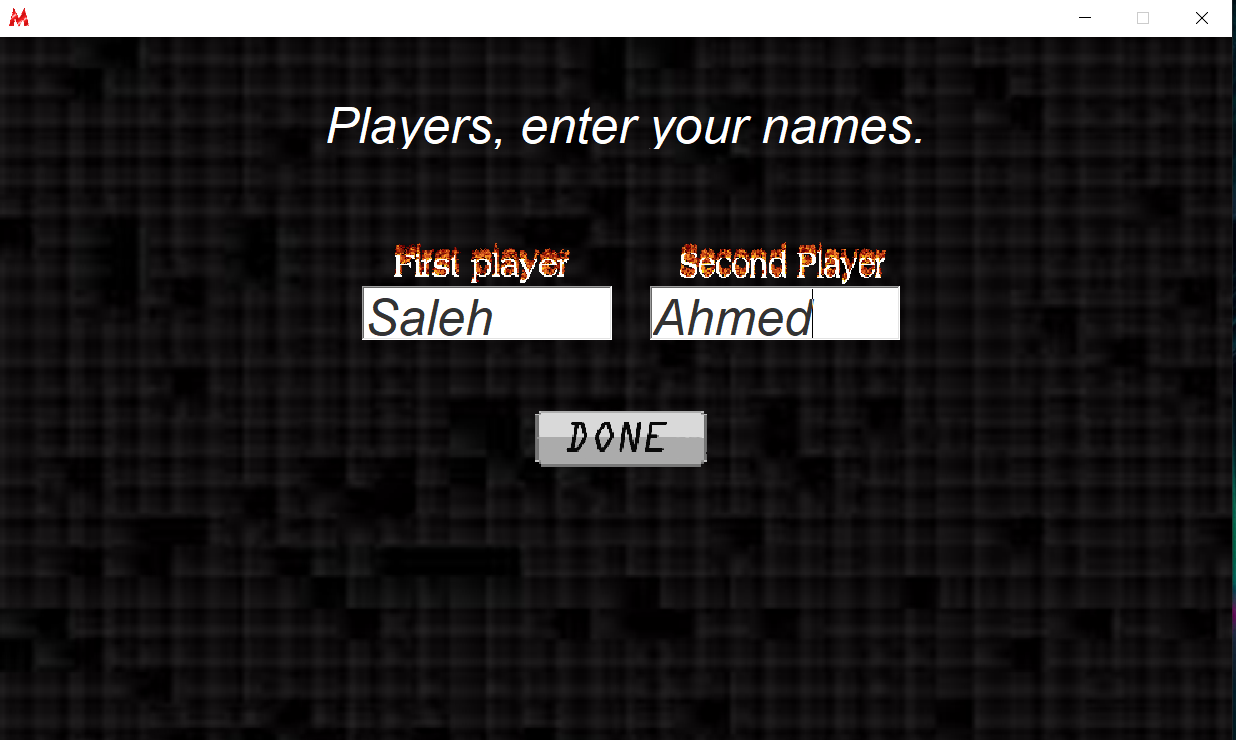 Players, enter your names.
First player
Second Player
Saleh
Ahmed
DONE